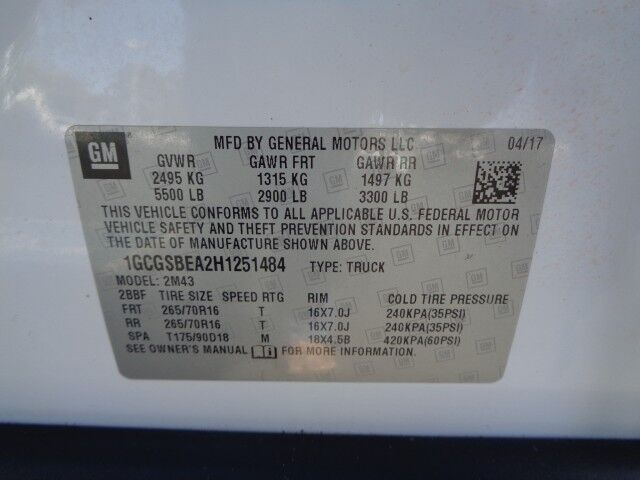 GM MFD BY GENERAL MOTORS LLC 04/17
GVWR GAWR FRT GAWR RR
2495 KG 1315 KG 1497 KG
5500 LB 2900 LB 3300 LB
THIS VEHICLE CONFORMS TO ALL APPLICABLE U.S. FEDERAL MOTOR
VEHICLE SAFETY AND THEFT PREVENTION STANDARDS IN EFFECT ON
THE DATE OF MANUFACTURE SHOWN ABOVE.
1GCGSBEA2H1251484 TYPE: TRUCK
MODEL: 2M43
2BBF TIRE SIZE SPEED RTG RIM COLD TIRE PRESSURE
FRT 265/70R16 T 16X7.0J 240KPA(35PSI)
RR 265/70R16 T 16X7.0J 240KPA(35PSI)
SPA T175/90D18 M 18X4.5B 420KPA(60PSI)
SEE OWNER'S MANUAL FOR MORE INFORMATION.